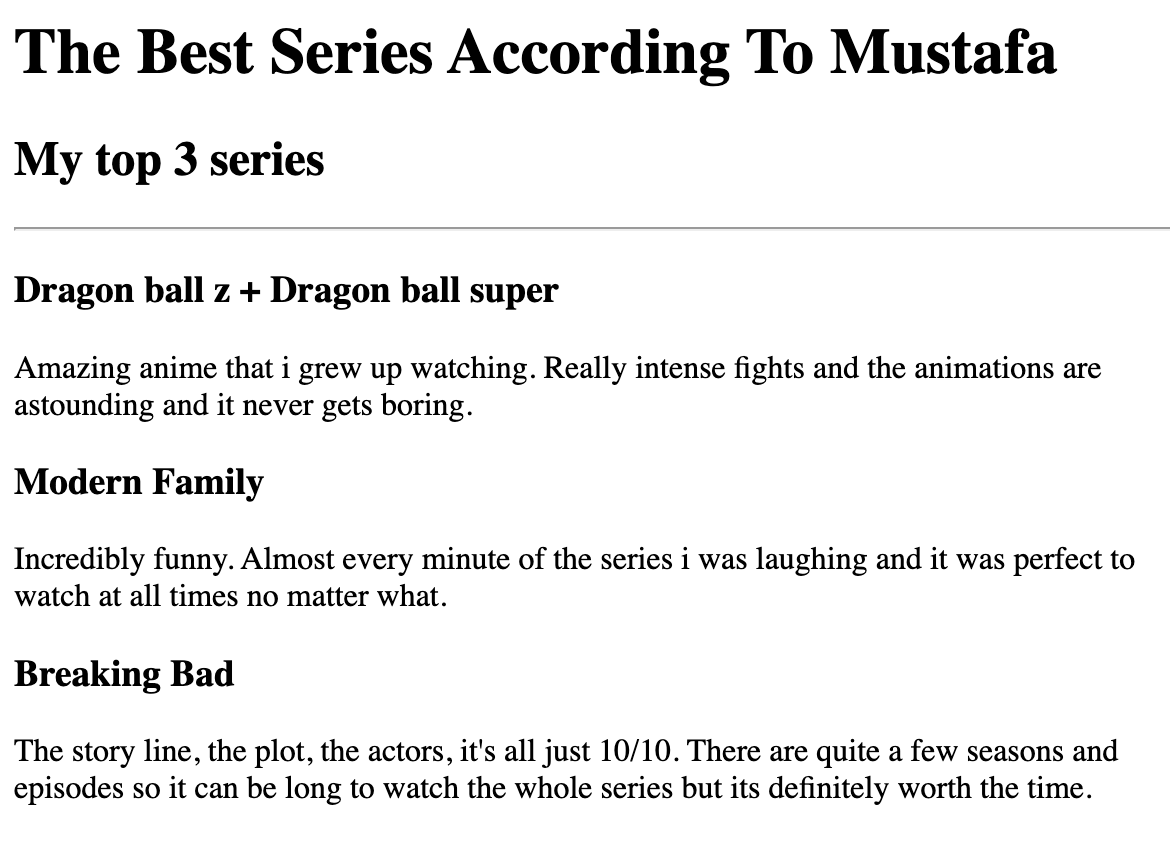 The Best Series According To Mustafa
My top 3 series
Dragon ball z + Dragon ball super
Amazing anime that i grew up watching. Really intense fights and the animations are
astounding and it never gets boring.
Modern Family
Incredibly funny. Almost every minute of the series i was laughing and it was perfect to
watch at all times no matter what.
Breaking Bad
The story line, the plot, the actors, it's all just 10/10. There are quite a few seasons and
episodes so it can be long to watch the whole series but its definitely worth the time.